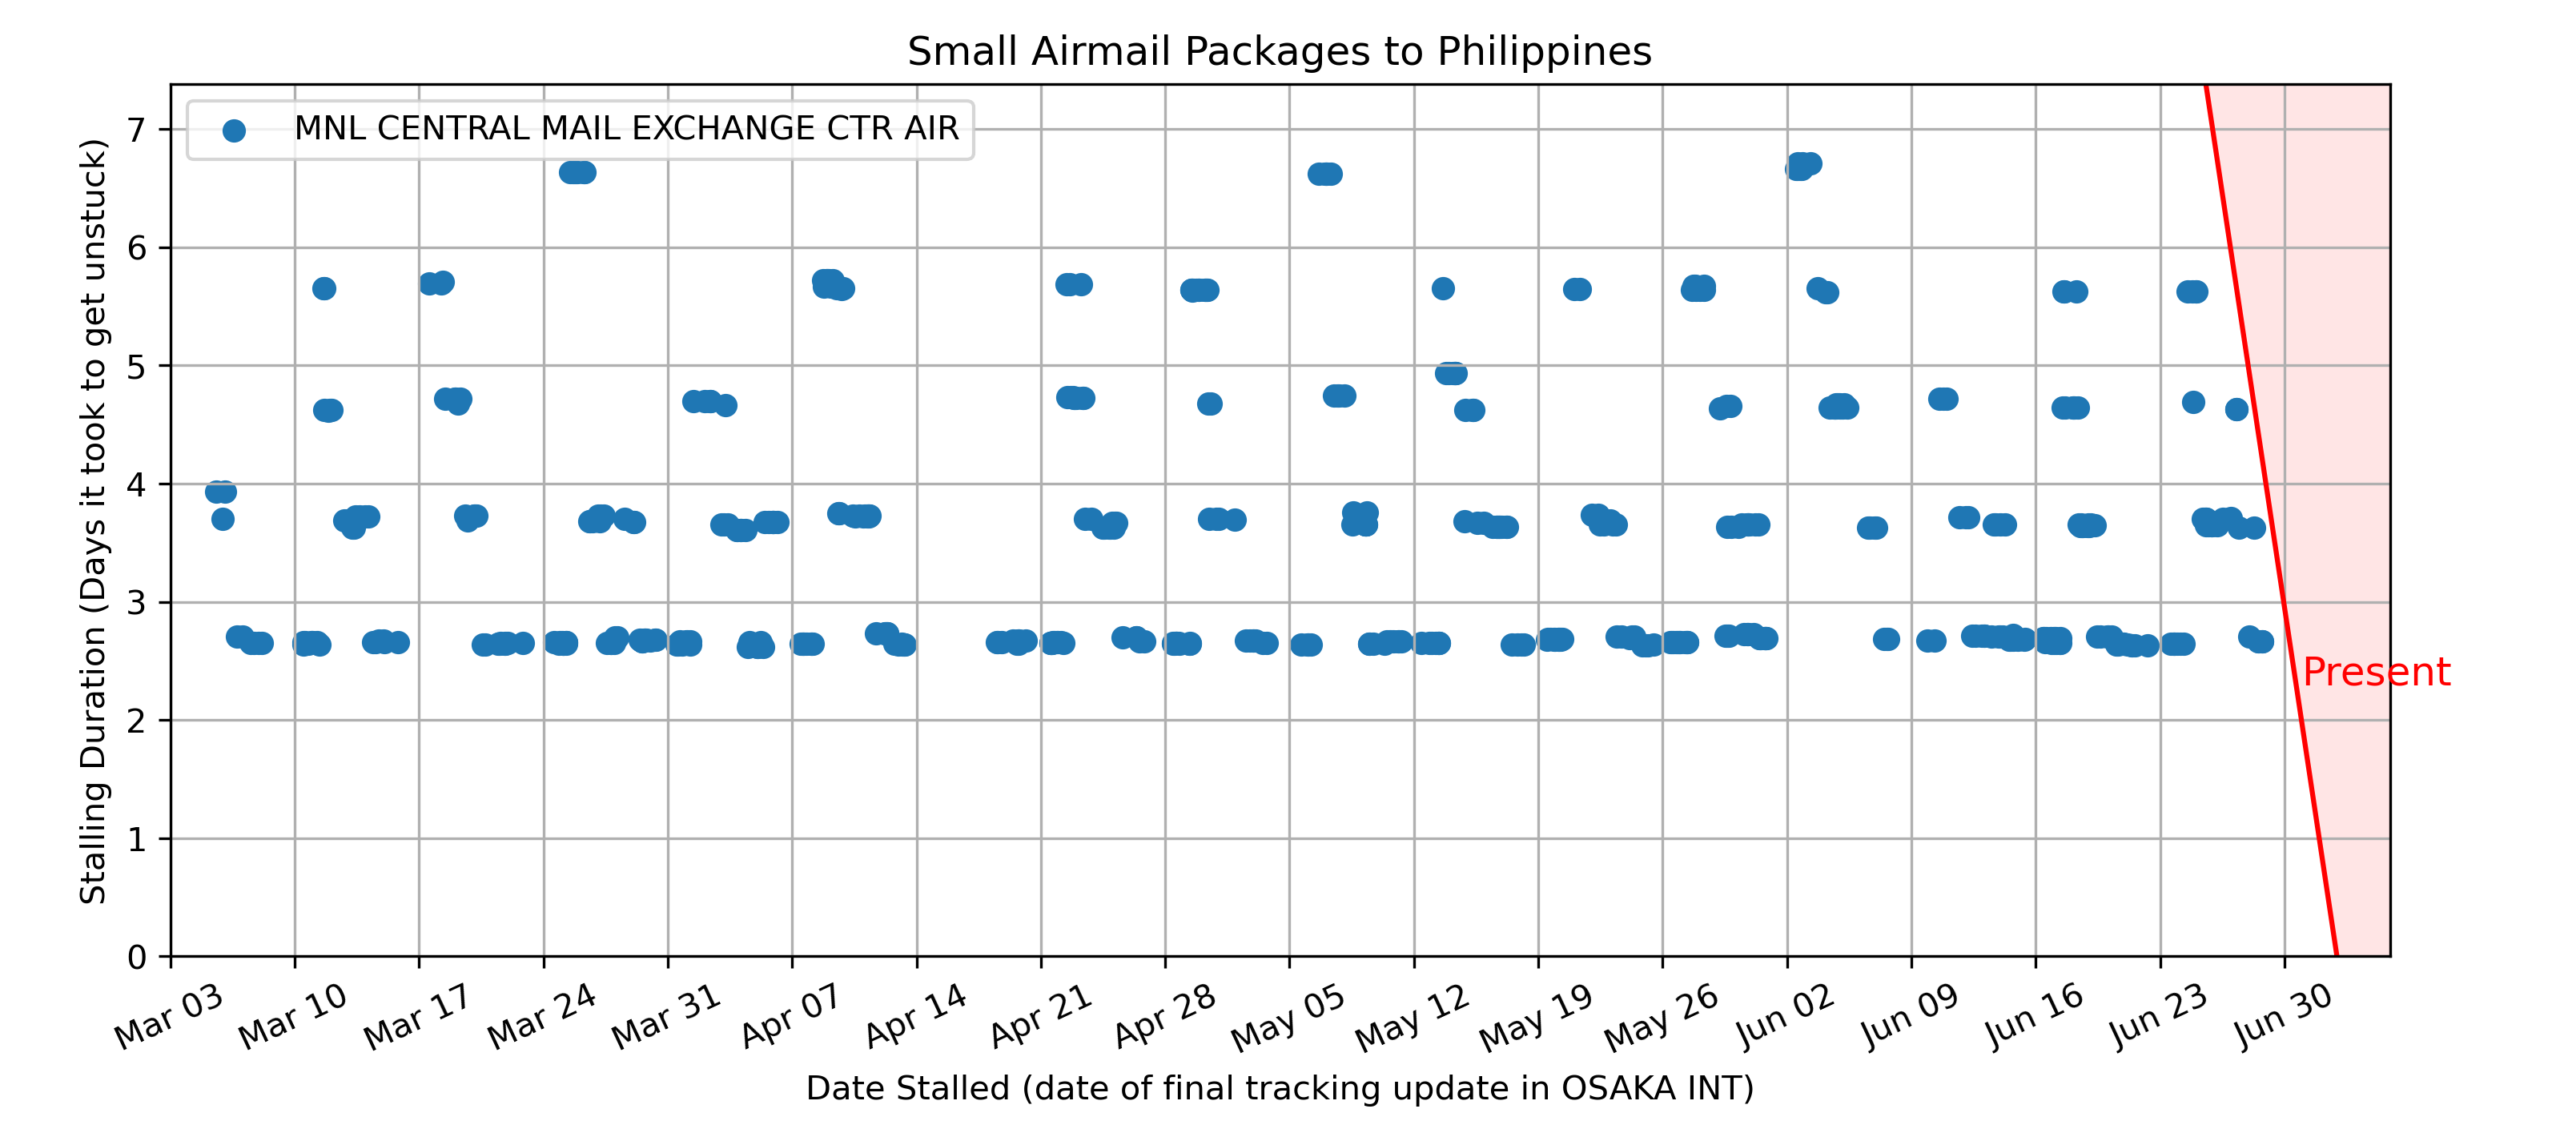 Small Airmail Packages to Philippines
MNL CENTRAL MAIL EXCHANGE CTR AIR
Stalling Duration (Days it took to get unstuck)
7
6
5
4
3
2
1
0
Present
Mar 03
Mar 10
Mar 17
Mar 24
Mar 31
Apr 07
Apr 14
Apr 21
Apr 28
May 05
May 12
May 19
May 26
Jun 02
Jun 09
Jun 16
Jun 23
Jun 30
Date Stalled (date of final tracking update in OSAKA INT)